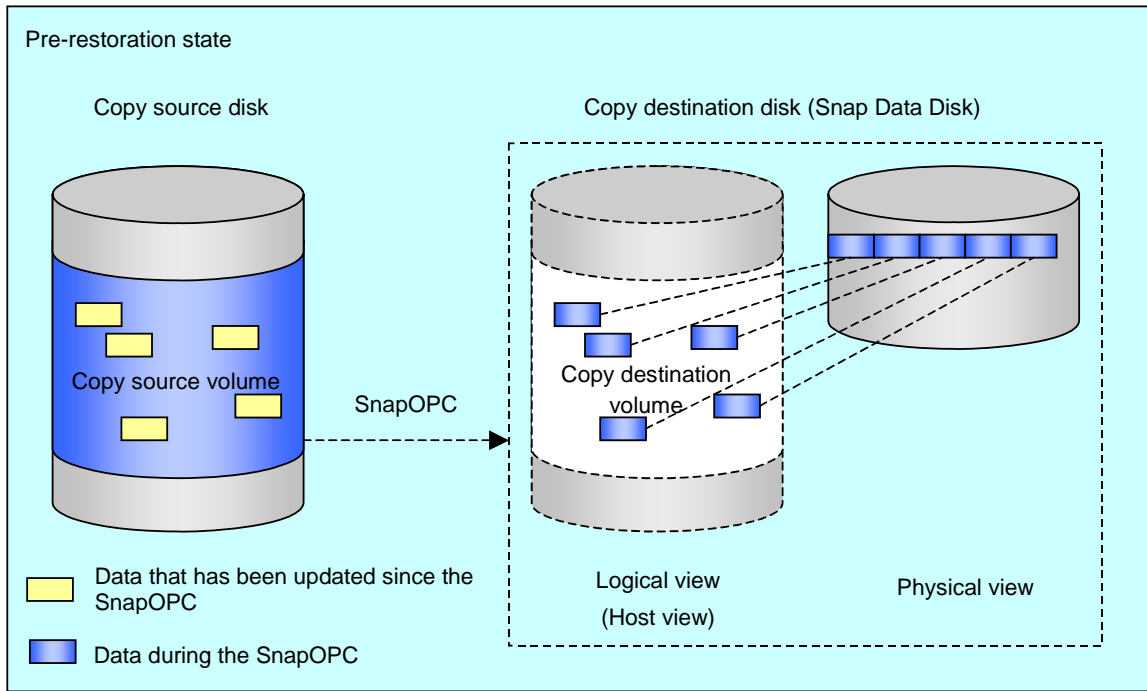 Pre-restoration state
Copy source disk
Copy destination disk (Snap Data Disk)
Copy source volume
SnapOPC
Copy destination
volume
Logical view
(Host view)
Physical view
Data that has been updated since the
SnapOPC
Data during the SnapOPC